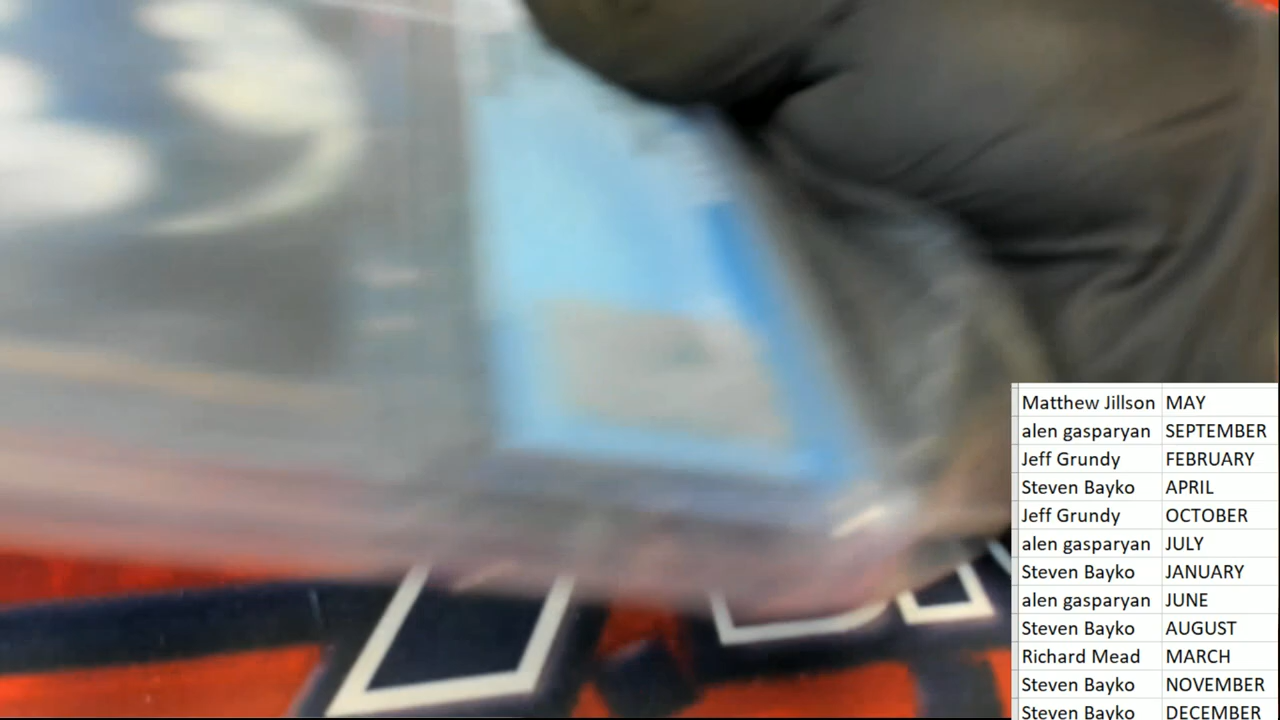 Matthew Jillson MAY
alen gasparyan SEPTEMBER
Jeff Grundy FEBRUARY
Steven Bayko APRIL
Jeff Grundy OCTOBER
alen gasparyan JULY
Steven Bayko JANUARY
alen gasparyan JUNE
Steven Bayko AUGUST
Richard Mead MARCH
Steven Bayko NOVEMBER
Steven Bayko DECEMBER